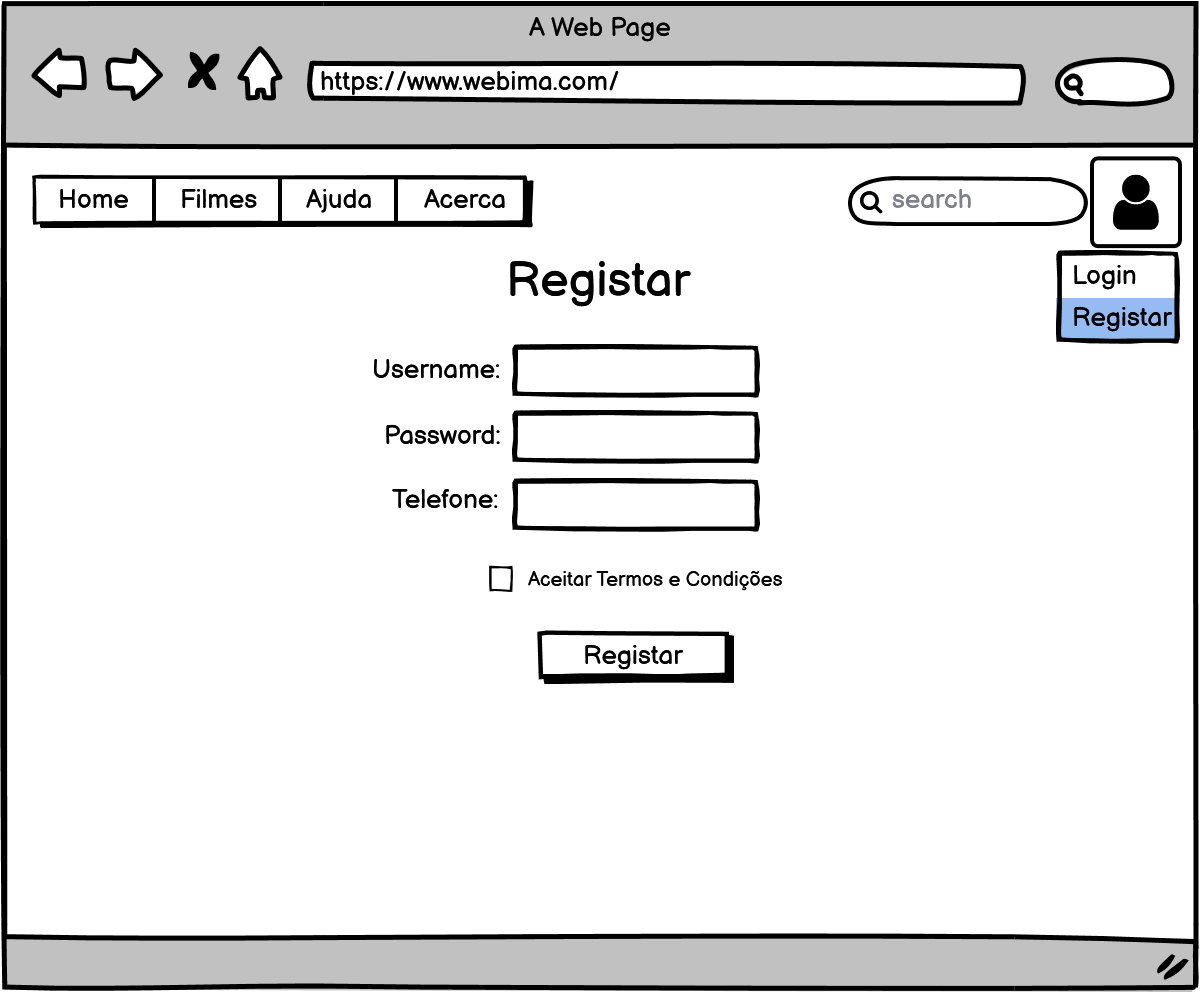 A Web Page
https://www.webima.com/
Home Filmes Ajuda Acerca search
Login
Registar
Registar
Username:
Password:
Telefone:
Aceitar Termos e Condições
Registar